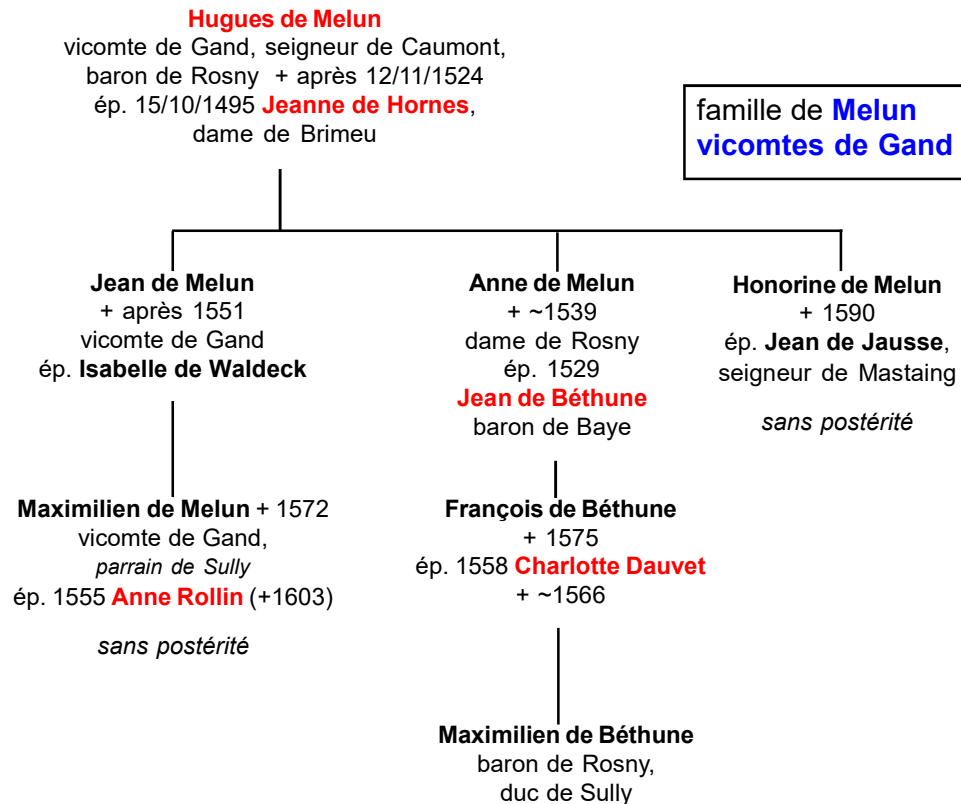 Hugues de Melun
vicomte de Gand, seigneur de Caumont,
baron de Rosny + après 12/11/1524
ép. 15/10/1495 Jeanne de Hornes,
dame de Brimeu
famille de Melun
vicomtes de Gand
Jean de Melun
+ après 1551
vicomte de Gand
ép. Isabelle de Waldeck
Anne de Melun
+ ~1539
dame de Rosny
ép. 1529
Jean de Béthune
baron de Baye
Honorine de Melun
+ 1590
ép. Jean de Jausse,
seigneur de Mastaing
sans postérité
Maximilien de Melun + 1572
vicomte de Gand,
parrain de Sully
ép. 1555 Anne Rollin (+1603)
sans postérité
François de Béthune
+ 1575
ép. 1558 Charlotte Dauvet
+ ~1566
Maximilien de Béthune
baron de Rosny,
duc de Sully